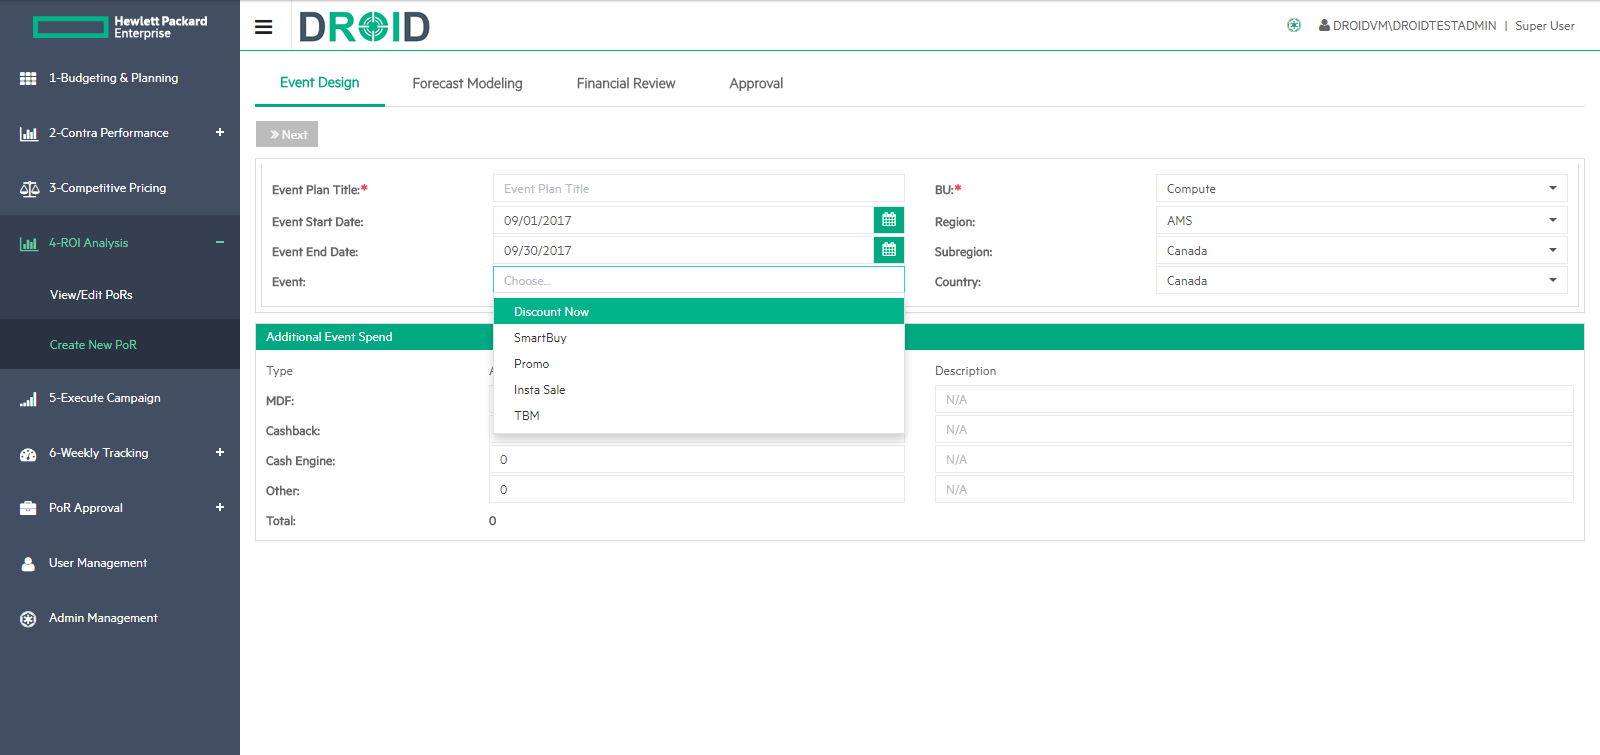 Hewlett Packard
Enterprise
DROID
DROIDVM\DROIDTESTADMIN | Super User
1-Budgeting & Planning
2-Contra Performance +
3-Competitive Pricing
4-ROI Analysis –
View/Edit PoRs
Create New PoR
5-Execute Campaign
6-Weekly Tracking +
PoR Approval +
User Management
Admin Management
Event Design Forecast Modeling Financial Review Approval
» Next
Event Plan Title:* Event Plan Title BU:* Compute
Event Start Date: 09/01/2017 Region: AMS
Event End Date: 09/30/2017 Subregion: Canada
Event: Choose... Country: Canada
Discount Now
SmartBuy
Promo
Insta Sale
TBM
Additional Event Spend
Type Description
MDF: N/A
Cashback: N/A
Cash Engine: 0 N/A
Other: 0 N/A
Total: 0